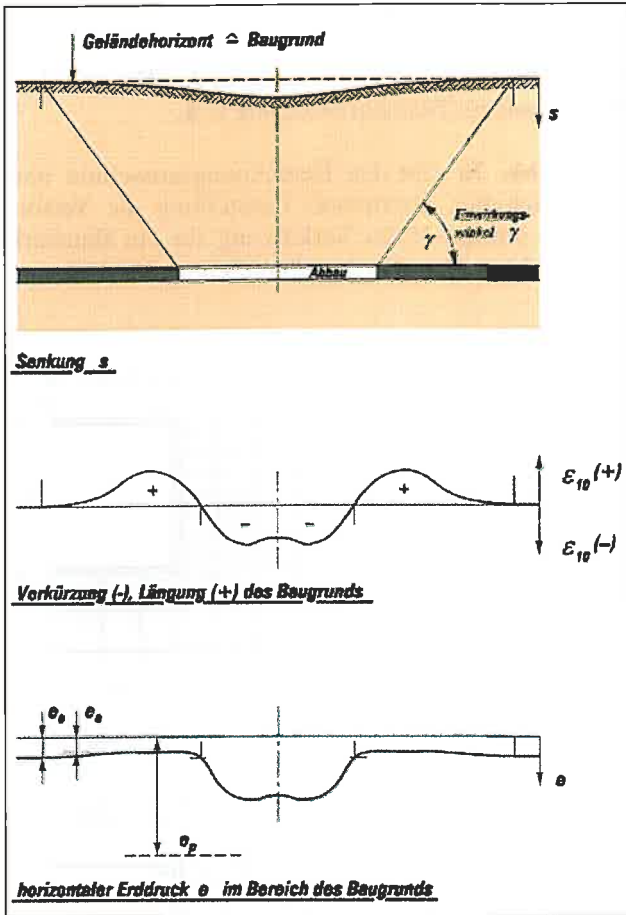 Geländehorizont ≙ Baugrund
s
Einwirkungs-
winkel γ
γ
Abbau
Senkung s
+
+
-
-
ε10 (+)
ε10 (-)
Verkürzung (-), Längung (+) des Baugrunds
eo
ea
e
ep
horizontaler Erddruck e im Bereich des Baugrunds